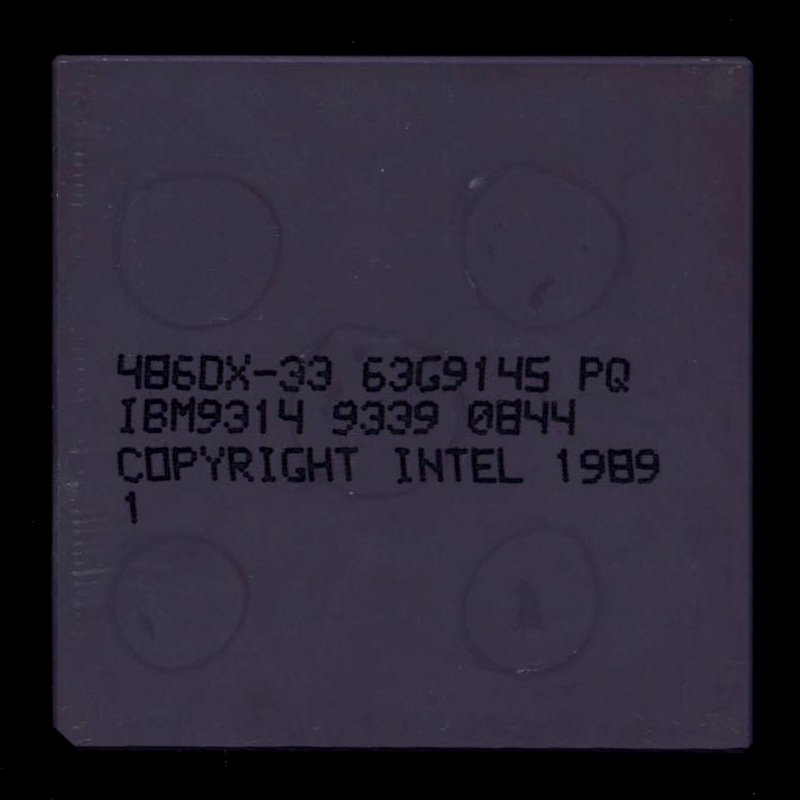 486DX-33 63G9145 PQ
IBM9314 9339 0844
COPYRIGHT INTEL 1989
1